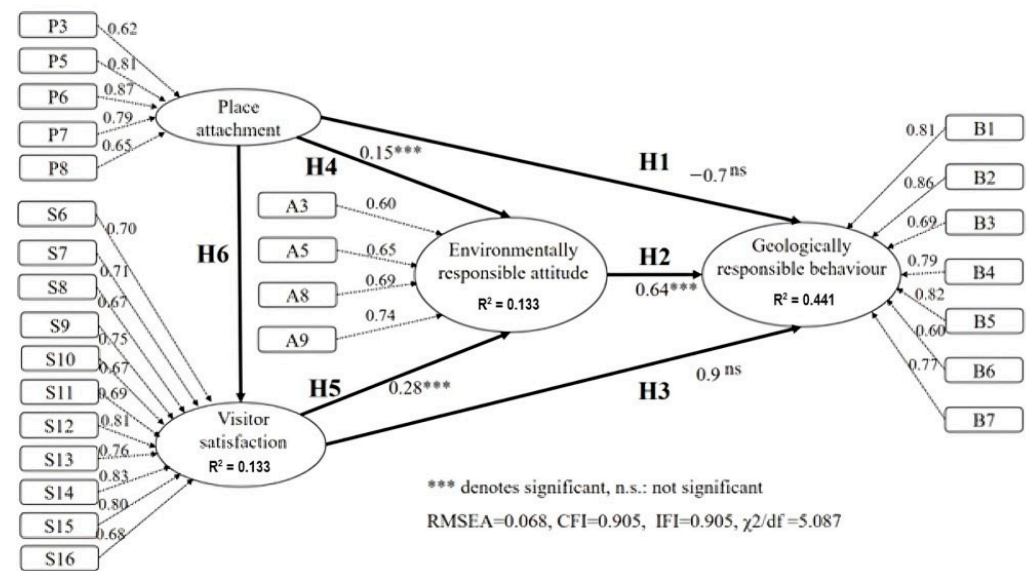 P3
0.62
P5
0.81
P6
0.87
P7
0.79
P8
0.65
Place
attachment
H1
−0.7 ns
H4
0.15***
H6
S6
0.70
S7
0.71
S8
0.67
S9
0.75
S10
0.67
S11
0.69
S12
0.81
S13
0.76
S14
0.83
S15
0.80
S16
0.68
A3
0.60
A5
0.65
A8
0.69
A9
0.74
Environmentally
responsible attitude
R² = 0.133
H2
0.64***
Geologically
responsible behaviour
R² = 0.441
B1
0.81
B2
0.86
B3
0.69
B4
0.79
B5
0.82
B6
0.60
B7
0.77
H5
0.28***
H3
0.9 ns
Visitor
satisfaction
R² = 0.133
*** denotes significant, n.s.: not significant
RMSEA=0.068, CFI=0.905, IFI=0.905, χ2/df =5.087